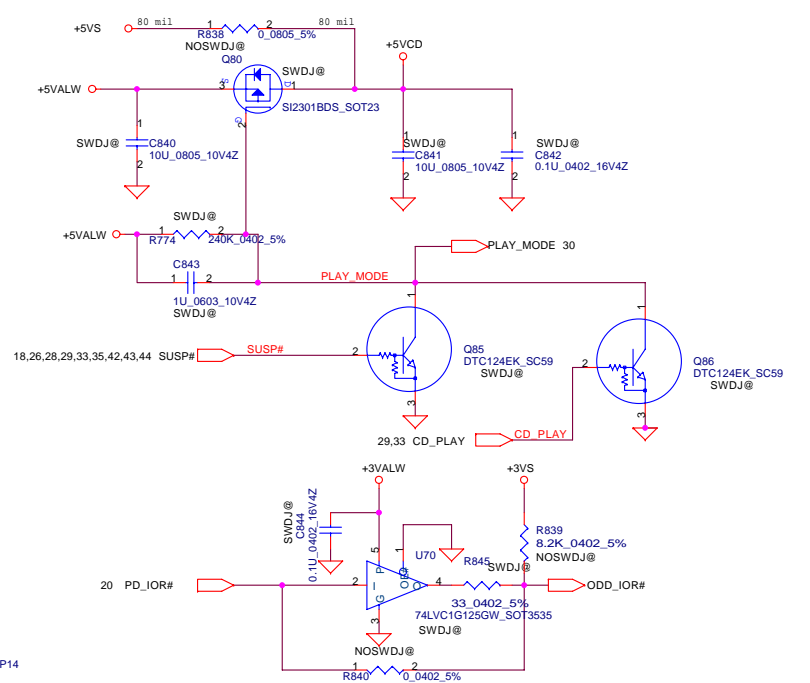 80 mil 80 mil
+5VS 1 2
R838 0_0805_5%
NOSWDJ@
+5VCD
Q80
SWDJ@
+5VALW 3 S D 1
SI2301BDS_SOT23
G
2
1 1 1
SWDJ@ C840 SWDJ@ SWDJ@
10U_0805_10V4Z C841 C842
2 10U_0805_10V4Z 0.1U_0402_16V4Z
2 2
SWDJ@
+5VALW 1 2
R774 240K_0402_5%
PLAY_MODE 30
C843
1 2 PLAY_MODE
1U_0603_10V4Z
SWDJ@
1 1
18,26,28,29,33,35,42,43,44 SUSP# SUSP# 2 Q85
DTC124EK_SC59
SWDJ@
2 Q86
DTC124EK_SC59
SWDJ@
3 3
29,33 CD_PLAY CD_PLAY
+3VALW +3VS
SWDJ@
C844
0.1U_0402_16V4Z
R839
8.2K_0402_5%
NOSWDJ@
5 1 U70
R845
SWDJ@
20 PD_IOR# 2 I P OE# O 4 ODD_IOR#
G 33_0402_5%
3 74LVC1G125GW_SOT3535
SWDJ@
NOSWDJ@
P14 1 2
R840 0_0402_5%